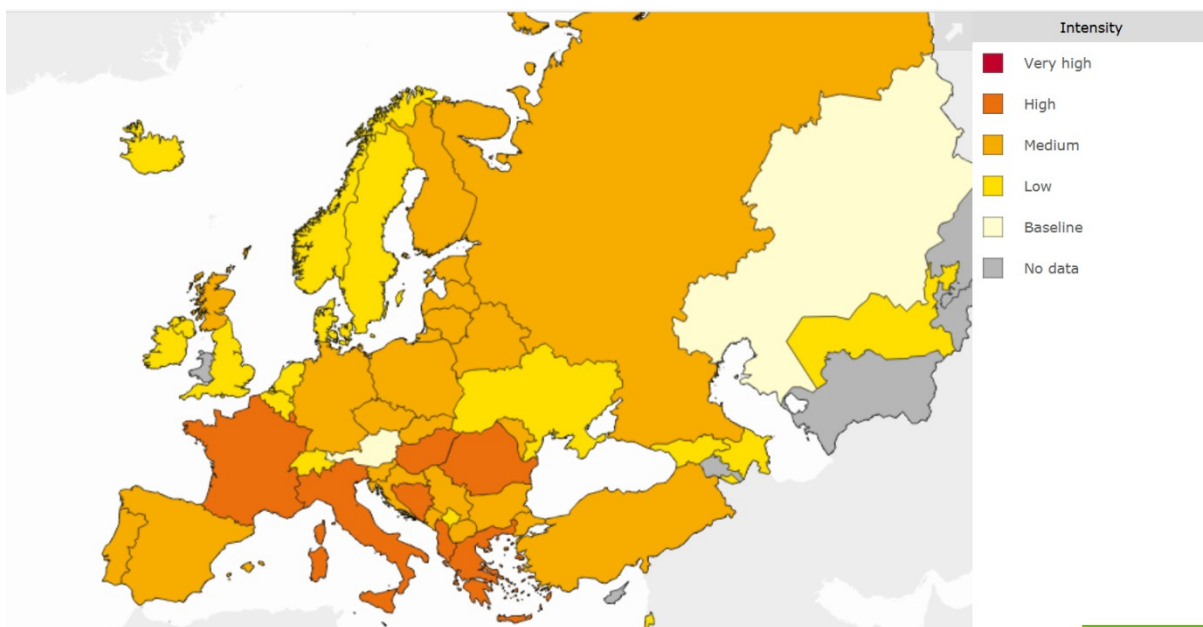 Intensity
Very high
High
Medium
Low
Baseline
No data